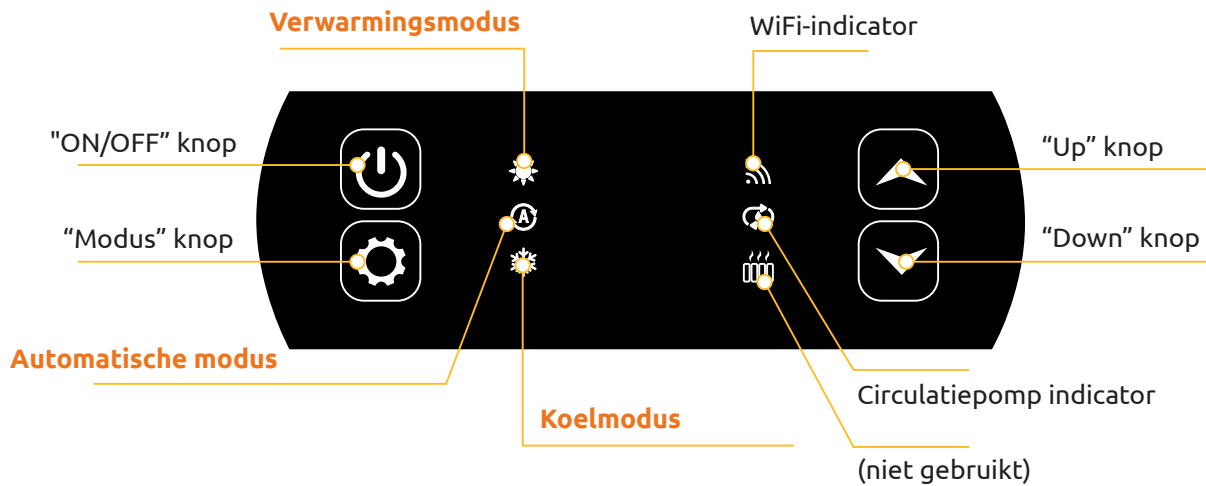 Verwarmingsmodus
WiFi-indicator
"ON/OFF” knop
“Up” knop
A
“Modus” knop
“Down” knop
Automatische modus
Circulatiepomp indicator
Koelmodus
(niet gebruikt)